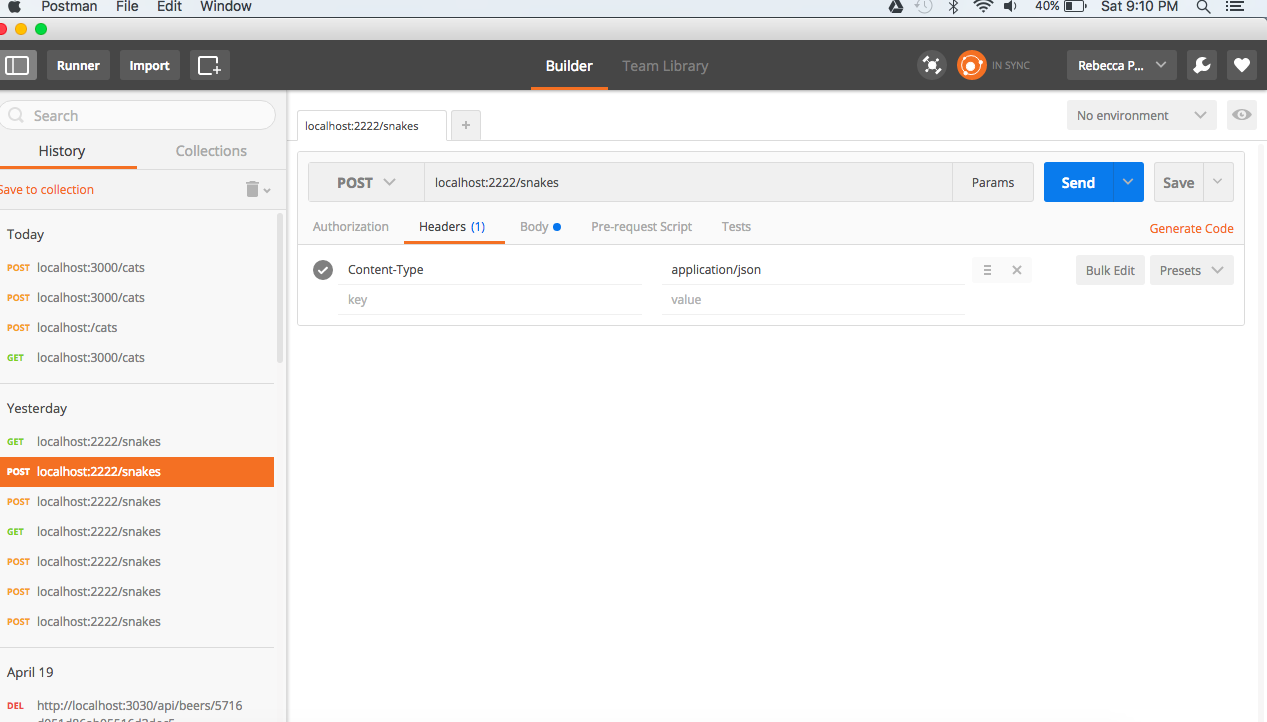 Postman File Edit Window 40% Sat 9:10 PM
Runner Import Builder Team Library IN SYNC Rebecca P...
Search
History Collections
Save to collection
Today
POST localhost:3000/cats
POST localhost:3000/cats
POST localhost:/cats
GET localhost:3000/cats
Yesterday
GET localhost:2222/snakes
POST localhost:2222/snakes
POST localhost:2222/snakes
GET localhost:2222/snakes
POST localhost:2222/snakes
POST localhost:2222/snakes
POST localhost:2222/snakes
April 19
DEL http://localhost:3030/api/beers/5716
localhost:2222/snakes + No environment
POST localhost:2222/snakes Params Send Save
Authorization Headers (1) Body Pre-request Script Tests Generate Code
Content-Type application/json Bulk Edit Presets
key value